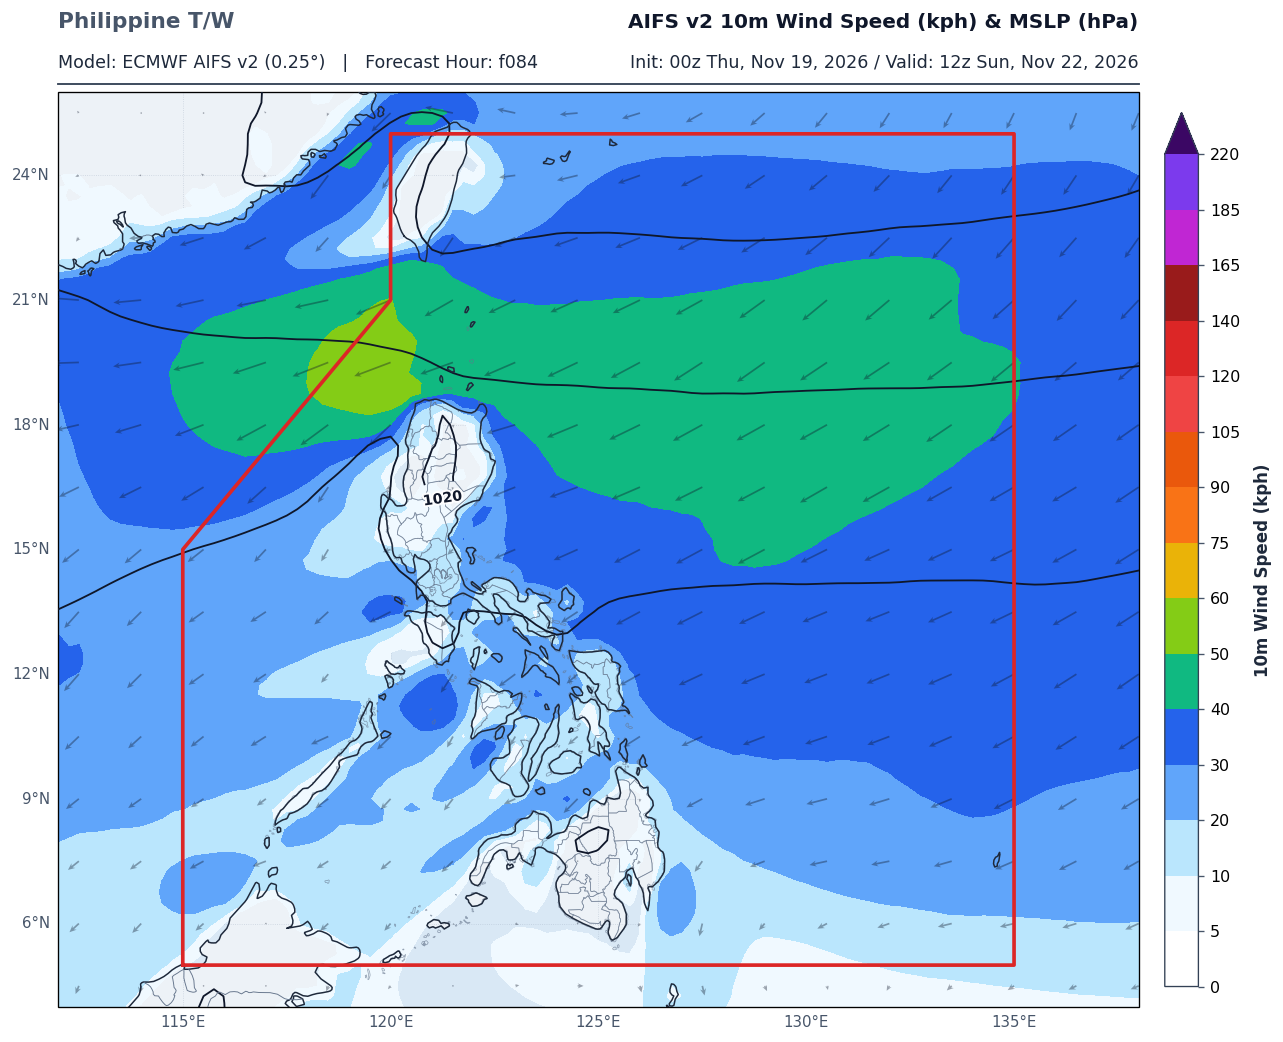 Philippine T/W
AIFS v2 10m Wind Speed (kph) & MSLP (hPa)
Model: ECMWF AIFS v2 (0.25°) | Forecast Hour: f084
Init: 00z Thu, Nov 19, 2026 / Valid: 12z Sun, Nov 22, 2026
24°N
21°N
18°N
15°N
12°N
9°N
6°N
115°E
120°E
125°E
130°E
135°E
1020
220
185
165
140
120
105
90
75
60
50
40
30
20
10
5
0
10m Wind Speed (kph)